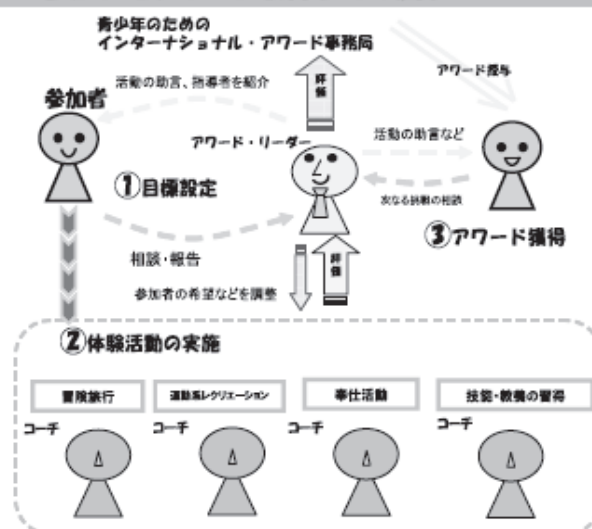 青少年のための
インターナショナル・アワード事務局
アワード授与
活動の助言、指導者を紹介
評価
参加者
アワード・リーダー
活動の助言など
①目標設定
次なる挑戦の相談
③アワード獲得
相談・報告
評価
参加者の希望などを調整
②体験活動の実施
冒険旅行
運動系レクリエーション
奉仕活動
技能・教養の習得
コーチ
コーチ
コーチ
コーチ